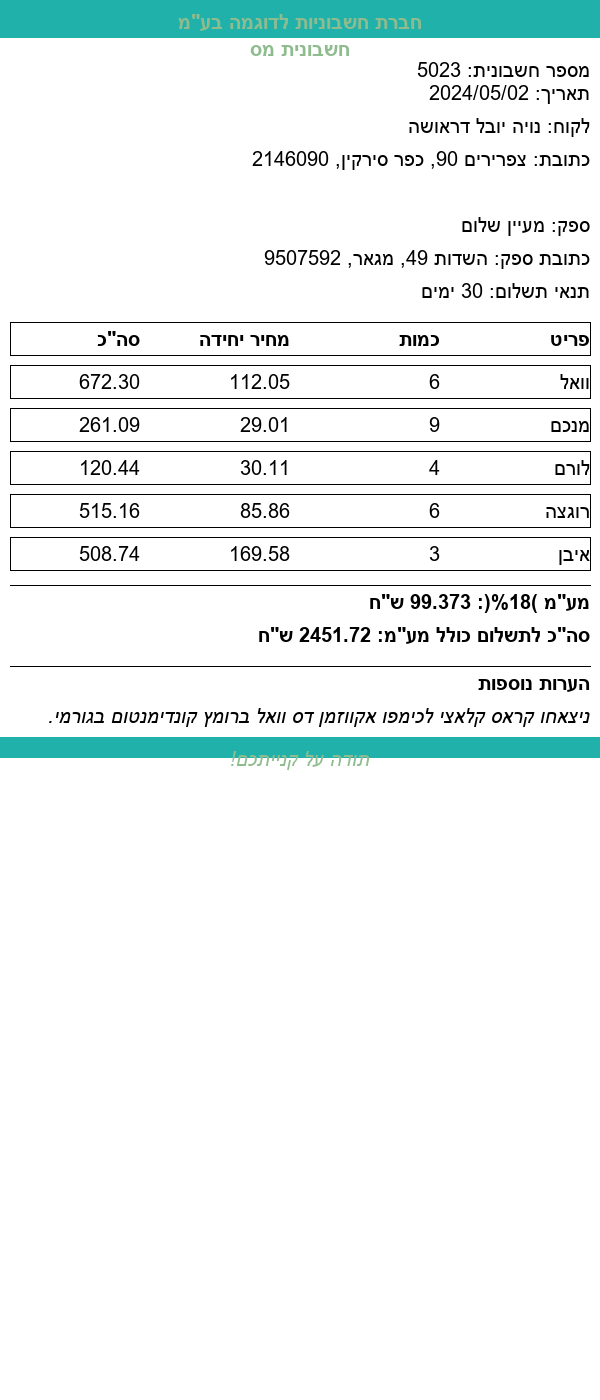 חברת חשבוניות לדוגמה בע"מ
חשבונית מס
מספר חשבונית: 5023
תאריך: 2024/05/02
לקוח: נויה יובל דראושה
כתובת: צפרירים 90, כפר סירקין, 2146090
ספק: מעיין שלום
כתובת ספק: השדות 49, מגאר, 9507592
תנאי תשלום: 30 ימים
פריט כמות מחיר יחידה סה"כ
וואל 6 112.05 672.30
מנכם 9 29.01 261.09
לורם 4 30.11 120.44
רוגצה 6 85.86 515.16
איבן 3 169.58 508.74
מע"מ )18%(: 99.373 ש"ח
סה"כ לתשלום כולל מע"מ: 2451.72 ש"ח
הערות נוספות
ניצאחו קראס קלאצי לכימפו אקווזמן דס וואל ברומץ קונדימנטום בגורמי.
תודה על קנייתכם!